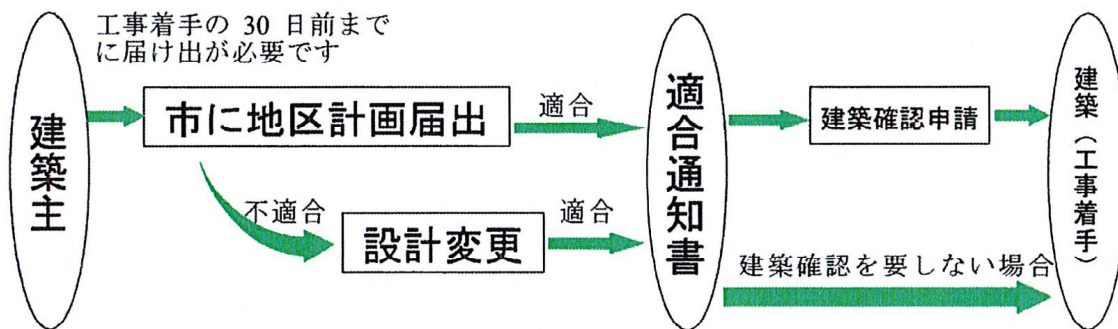 工事着手の 30 日前まで
に届け出が必要です
建築主
市に地区計画届出
適合
不適合
設計変更
適合
適合通知書
建築確認申請
建築確認を要しない場合
建築（工事着手）